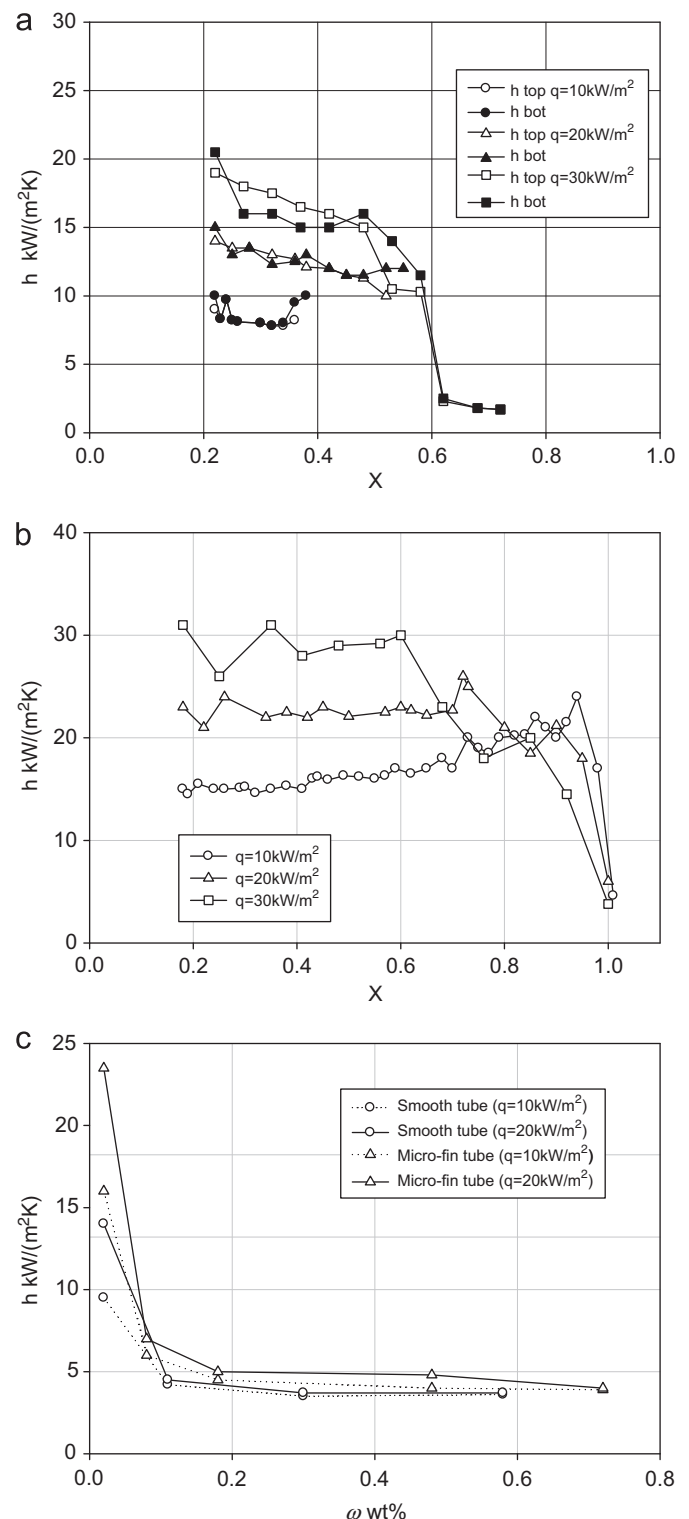 a
30
25
20
15
10
5
0
h kW/(m²K)
h top q=10kW/m²
h bot
h top q=20kW/m²
h bot
h top q=30kW/m²
h bot
0.0 0.2 0.4 0.6 0.8 1.0
X
b
40
30
20
10
0
h kW/(m²K)
q=10kW/m²
q=20kW/m²
q=30kW/m²
0.0 0.2 0.4 0.6 0.8 1.0
X
c
25
20
15
10
5
0
h kW/(m²K)
Smooth tube (q=10kW/m²)
Smooth tube (q=20kW/m²)
Micro-fin tube (q=10kW/m²)
Micro-fin tube (q=20kW/m²)
0.0 0.2 0.4 0.6 0.8
ω wt%